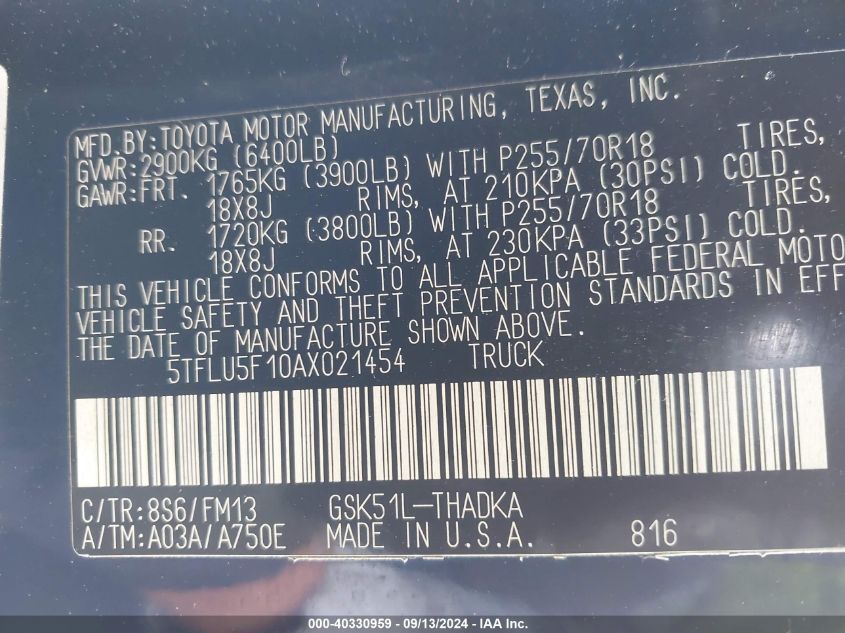 MFD.BY:TOYOTA MOTOR MANUFACTURING, TEXAS, INC.
GVWR:2900KG (6400LB)
GAWR:FRT. 1765KG (3900LB) WITH P255/70R18 TIRES,
18X8J RIMS, AT 210KPA (30PSI) COLD.
RR. 1720KG (3800LB) WITH P255/70R18 TIRES,
18X8J RIMS, AT 230KPA (33PSI) COLD.
THIS VEHICLE CONFORMS TO ALL APPLICABLE FEDERAL MOTO
VEHICLE SAFETY AND THEFT PREVENTION STANDARDS IN EFF
THE DATE OF MANUFACTURE SHOWN ABOVE.
5TFLU5F10AX021454 TRUCK
C/TR:8S6/FM13 GSK51L-THADKA
A/TM:A03A/A750E MADE IN U.S.A. 816
000-40330959 - 09/13/2024 - IAA Inc.